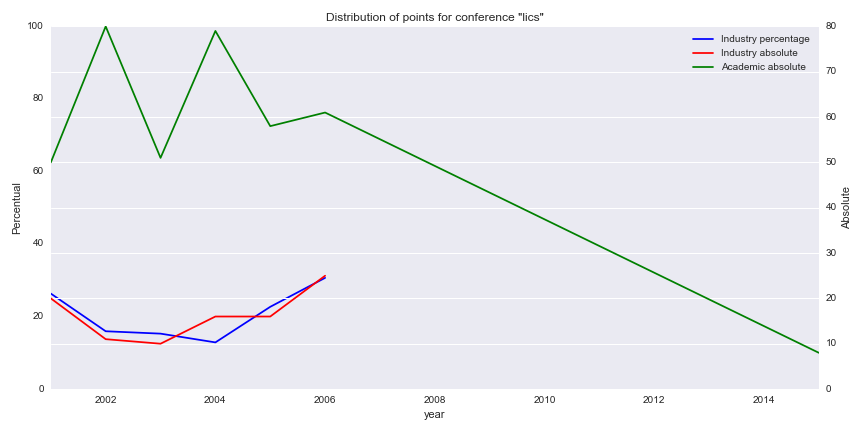 Distribution of points for conference "lics"
Industry percentage
Industry absolute
Academic absolute
100
80
60
40
20
0
Percentual
80
70
60
50
40
30
20
10
0
Absolute
2002 2004 2006 2008 2010 2012 2014
year